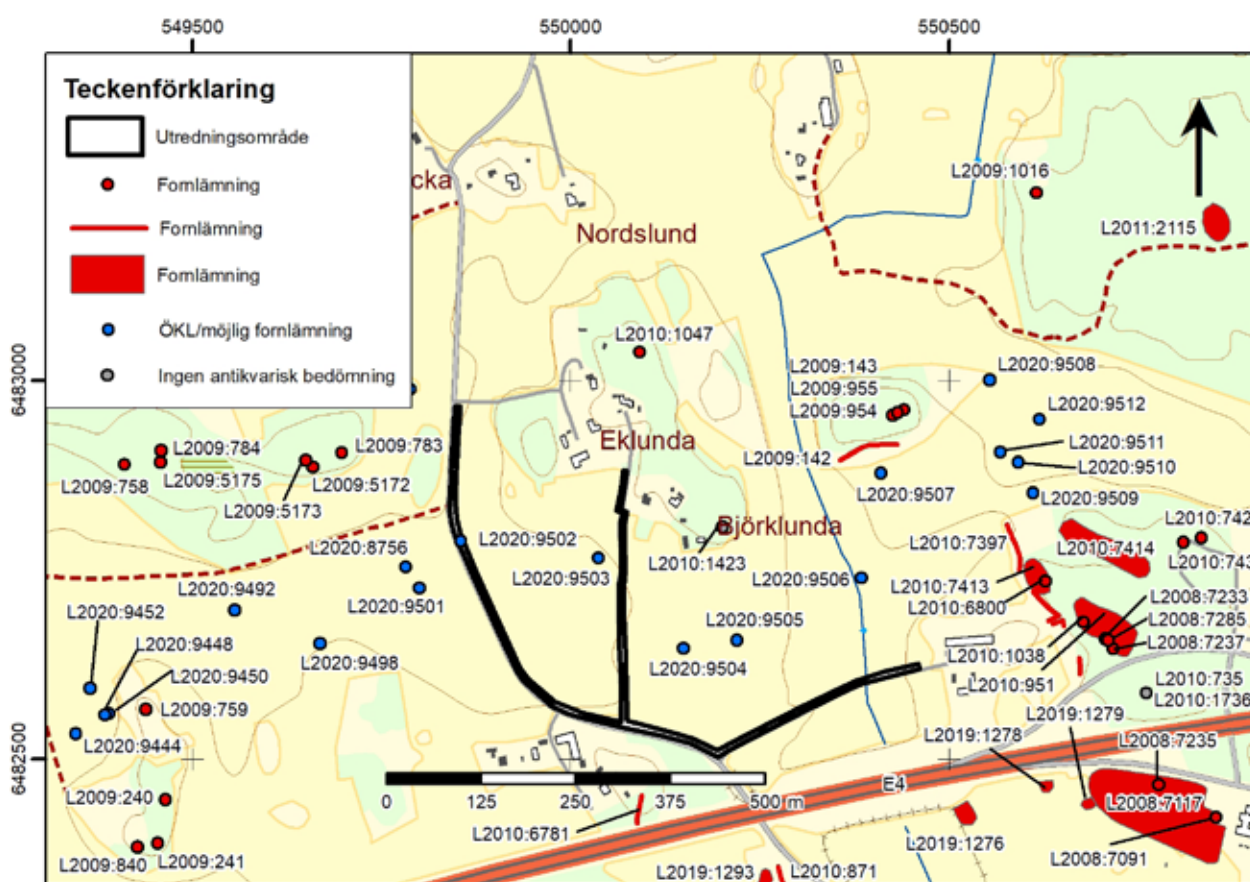 549500
550000
550500
Teckenförklaring
Utredningsområde
Fornlämning
Fornlämning
Fornlämning
ÖKL/möjlig fornlämning
Ingen antikvarisk bedömning
cka
Nordslund
L2009:1016
L2011:2115
L2010:1047
6483000
L2009:143
L2009:955
L2009:954
L2020:9508
L2020:9512
Eklunda
L2009:142
L2020:9511
L2020:9510
L2009:784
L2009:783
L2009:758
L2009:5175
L2009:5172
L2009:5173
L2020:9507
L2020:9509
Björklunda
L2010:742
L2020:8756
L2020:9502
L2010:7397
L2010:7414
L2010:743
L2020:9503
L2010:1423
L2020:9506
L2010:7413
L2020:9492
L2020:9501
L2010:6800
L2008:7233
L2020:9452
L2020:9505
L2008:7285
L2020:9448
L2020:9498
L2008:7237
L2020:9450
L2020:9504
L2010:1038
L2010:951
L2010:735
L2009:759
L2010:1736
L2019:1279
L2020:9444
L2019:1278
L2008:7235
6482500
E4
L2009:240
0
125
250
375
500 m
L2008:7117
L2010:6781
L2019:1276
L2008:7091
L2009:840
L2009:241
L2019:1293
L2010:871